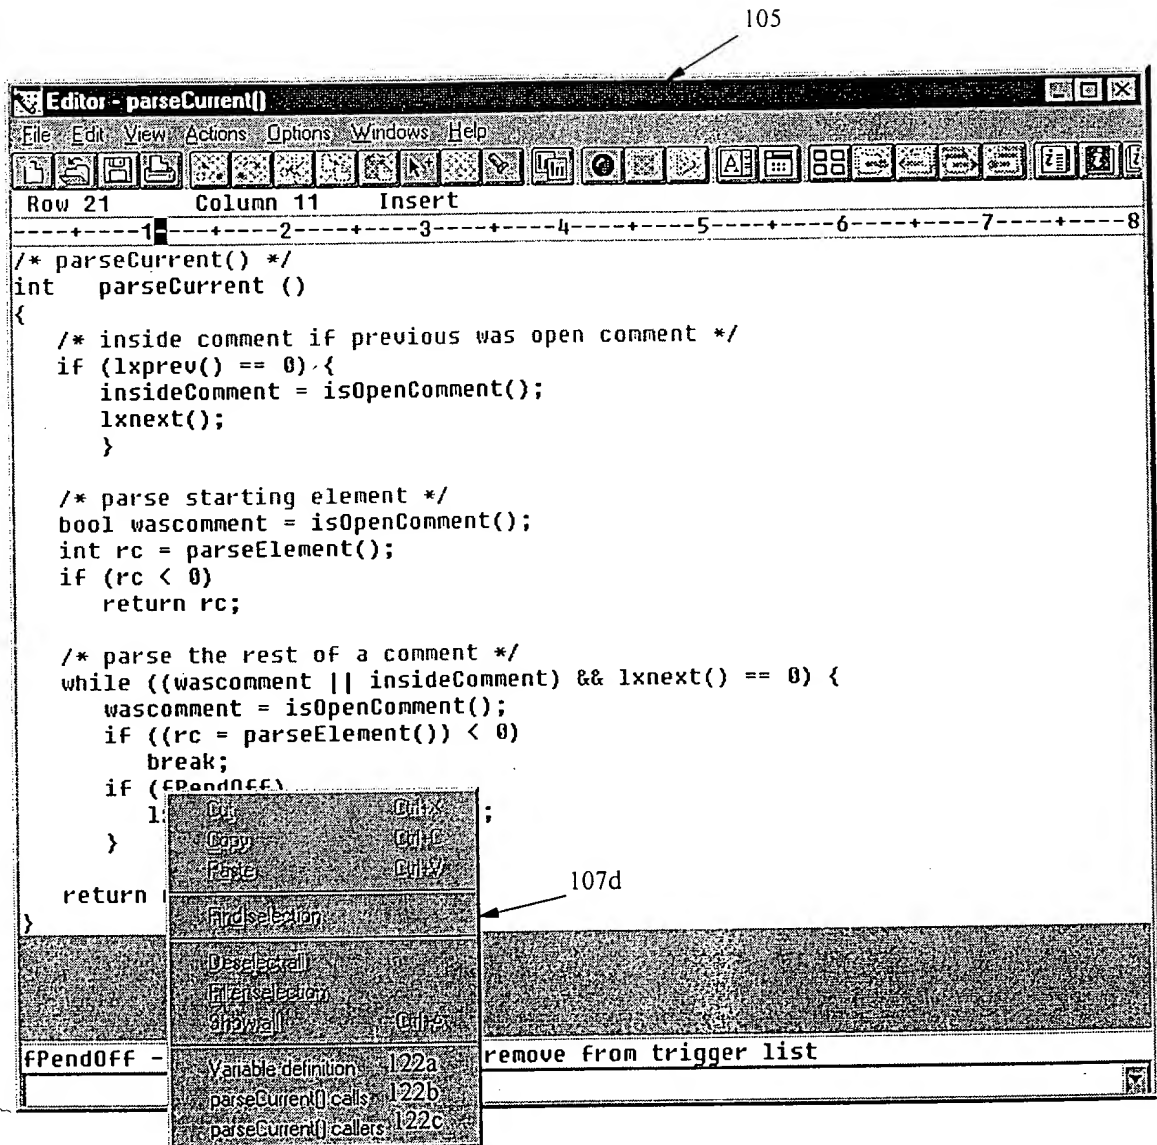 105
Editor - parseCurrent()
File Edit View Actions Options Windows Help
Row 21 Column 11 Insert
----+----1----+----2----+----3----+----4----+----5----+----6----+----7----+----8
/* parseCurrent() */
int parseCurrent ()
{
/* inside comment if previous was open comment */
if (lxprev() == 0) {
insideComment = isOpenComment();
lxnext();
}
/* parse starting element */
bool wascomment = isOpenComment();
int rc = parseElement();
if (rc < 0)
return rc;
/* parse the rest of a comment */
while ((wascomment || insideComment) && lxnext() == 0) {
wascomment = isOpenComment();
if ((rc = parseElement()) < 0)
break;
if (fPendOff)
;
Cut Ctrl+X
Copy Ctrl+C
}
Paste Ctrl+V
107d
return
Find selection
}
Deselect all
Filter selection
Show all Ctrl+A
fPendOff - remove from trigger list
Variable definition 122a
parseCurrent() calls 122b
parseCurrent() callers 122c